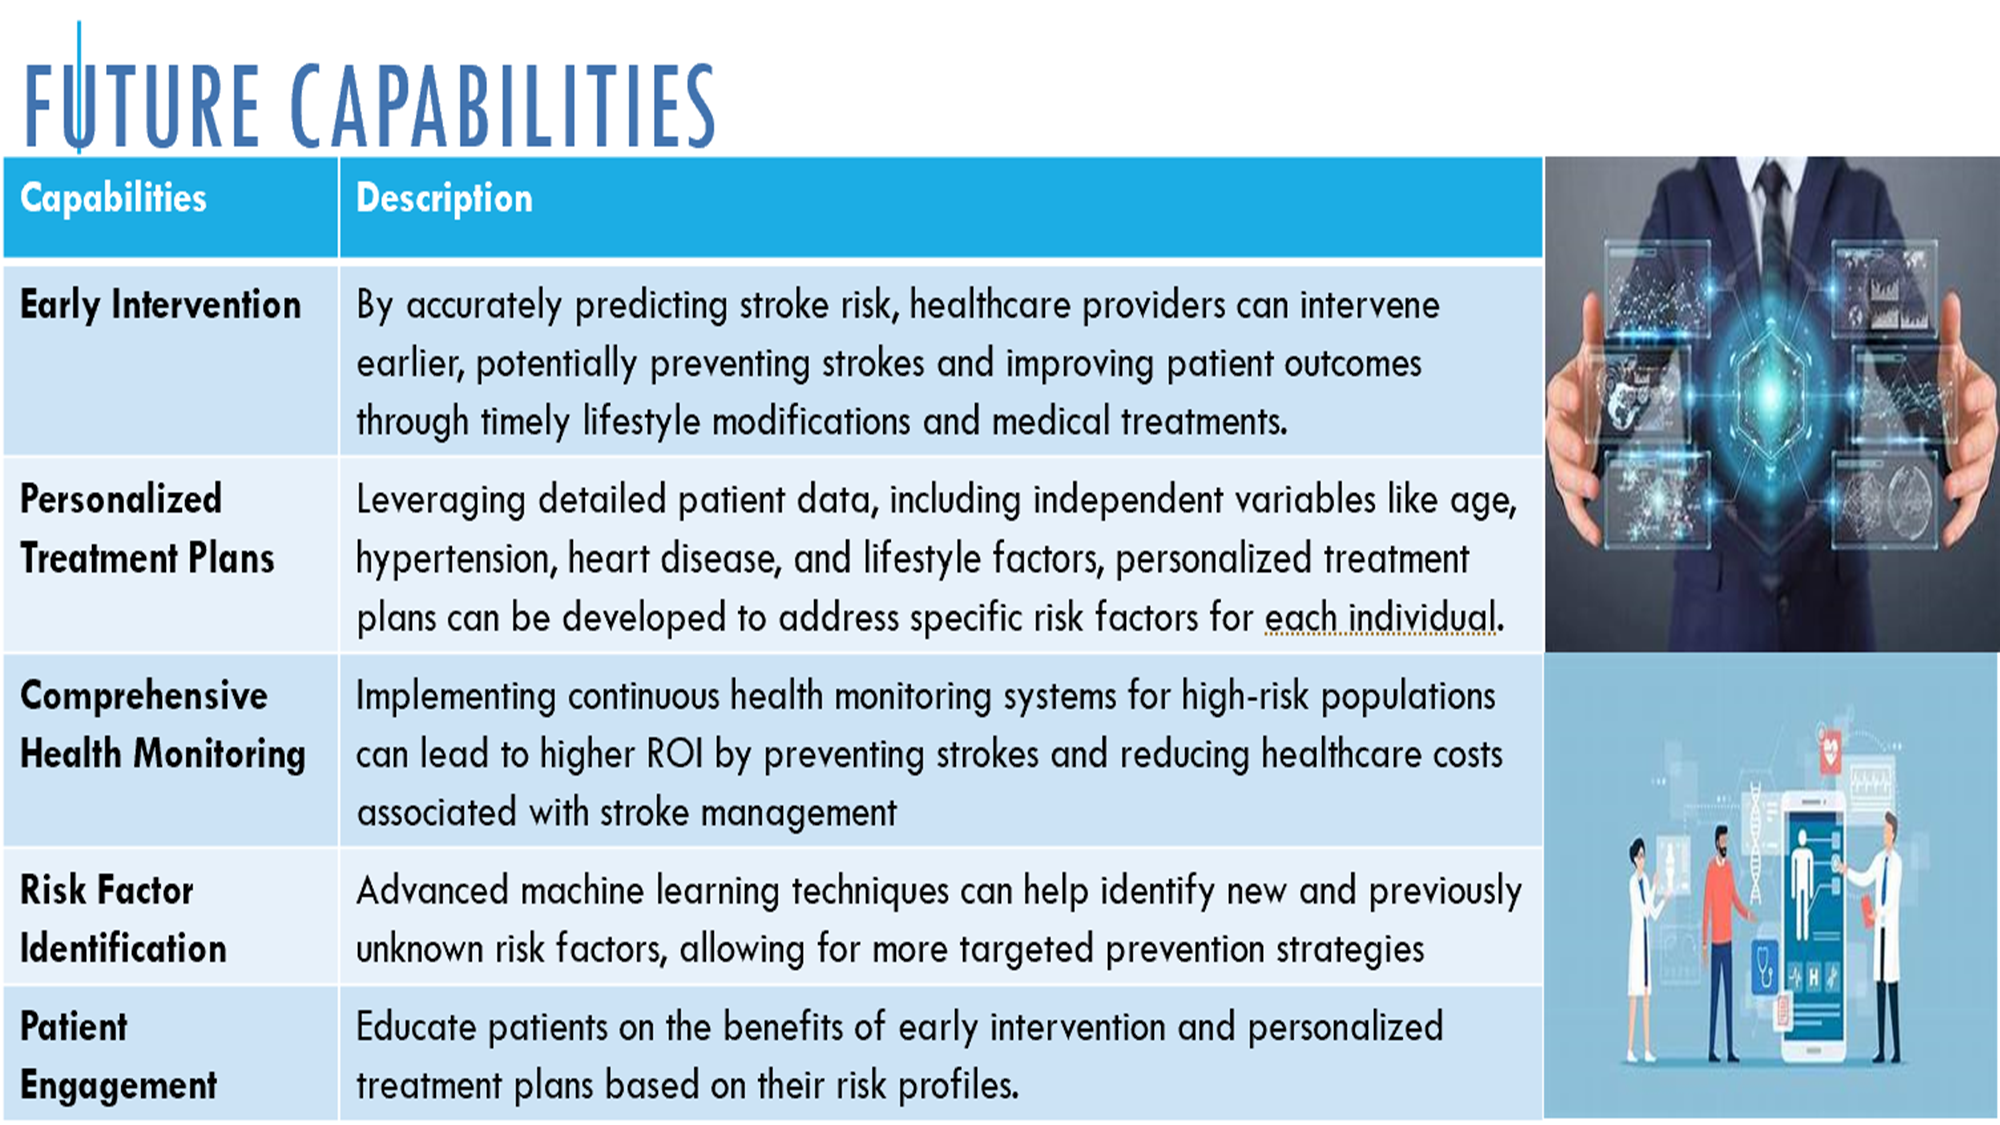 FUTURE CAPABILITIES
Capabilities
Description
Early Intervention
By accurately predicting stroke risk, healthcare providers can intervene
earlier, potentially preventing strokes and improving patient outcomes
through timely lifestyle modifications and medical treatments.
Personalized
Treatment Plans
Leveraging detailed patient data, including independent variables like age,
hypertension, heart disease, and lifestyle factors, personalized treatment
plans can be developed to address specific risk factors for each individual.
Comprehensive
Health Monitoring
Implementing continuous health monitoring systems for high-risk populations
can lead to higher ROI by preventing strokes and reducing healthcare costs
associated with stroke management
Risk Factor
Identification
Advanced machine learning techniques can help identify new and previously
unknown risk factors, allowing for more targeted prevention strategies
Patient
Engagement
Educate patients on the benefits of early intervention and personalized
treatment plans based on their risk profiles.
H